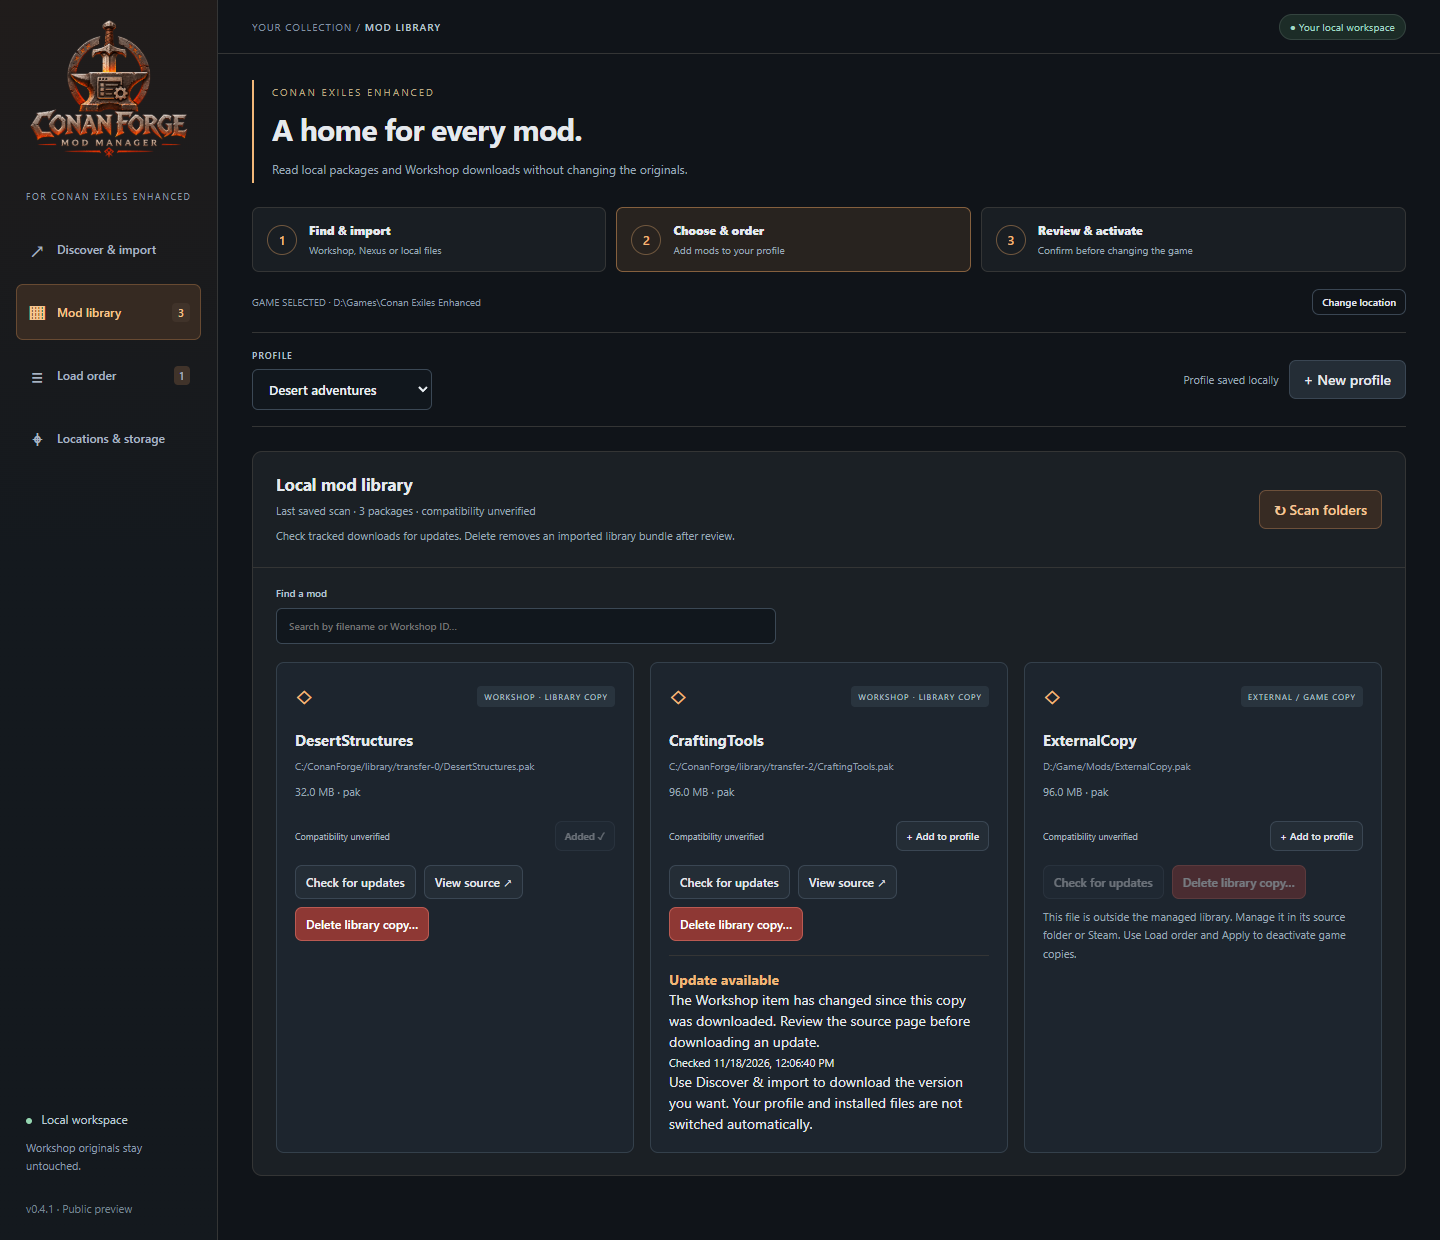 CONAN FORGE
MOD MANAGER
FOR CONAN EXILES ENHANCED
Discover & import
Mod library 3
Load order 1
Locations & storage
Local workspace
Workshop originals stay
untouched.
v0.4.1 · Public preview
YOUR COLLECTION / MOD LIBRARY
Your local workspace
CONAN EXILES ENHANCED
A home for every mod.
Read local packages and Workshop downloads without changing the originals.
1 Find & import
Workshop, Nexus or local files
2 Choose & order
Add mods to your profile
3 Review & activate
Confirm before changing the game
GAME SELECTED · D:\Games\Conan Exiles Enhanced
Change location
PROFILE
Desert adventures
Profile saved locally
+ New profile
Local mod library
Last saved scan · 3 packages · compatibility unverified
Check tracked downloads for updates. Delete removes an imported library bundle after review.
↻ Scan folders
Find a mod
Search by filename or Workshop ID...
WORKSHOP · LIBRARY COPY
DesertStructures
C:/ConanForge/library/transfer-0/DesertStructures.pak
32.0 MB · pak
Compatibility unverified
Added ✓
Check for updates
View source ↗
Delete library copy...
WORKSHOP · LIBRARY COPY
CraftingTools
C:/ConanForge/library/transfer-2/CraftingTools.pak
96.0 MB · pak
Compatibility unverified
+ Add to profile
Check for updates
View source ↗
Delete library copy...
Update available
The Workshop item has changed since this copy
was downloaded. Review the source page before
downloading an update.
Checked 11/18/2026, 12:06:40 PM
Use Discover & import to download the version
you want. Your profile and installed files are not
switched automatically.
EXTERNAL / GAME COPY
ExternalCopy
D:/Game/Mods/ExternalCopy.pak
96.0 MB · pak
Compatibility unverified
+ Add to profile
Check for updates
Delete library copy...
This file is outside the managed library. Manage it in its source
folder or Steam. Use Load order and Apply to deactivate game
copies.